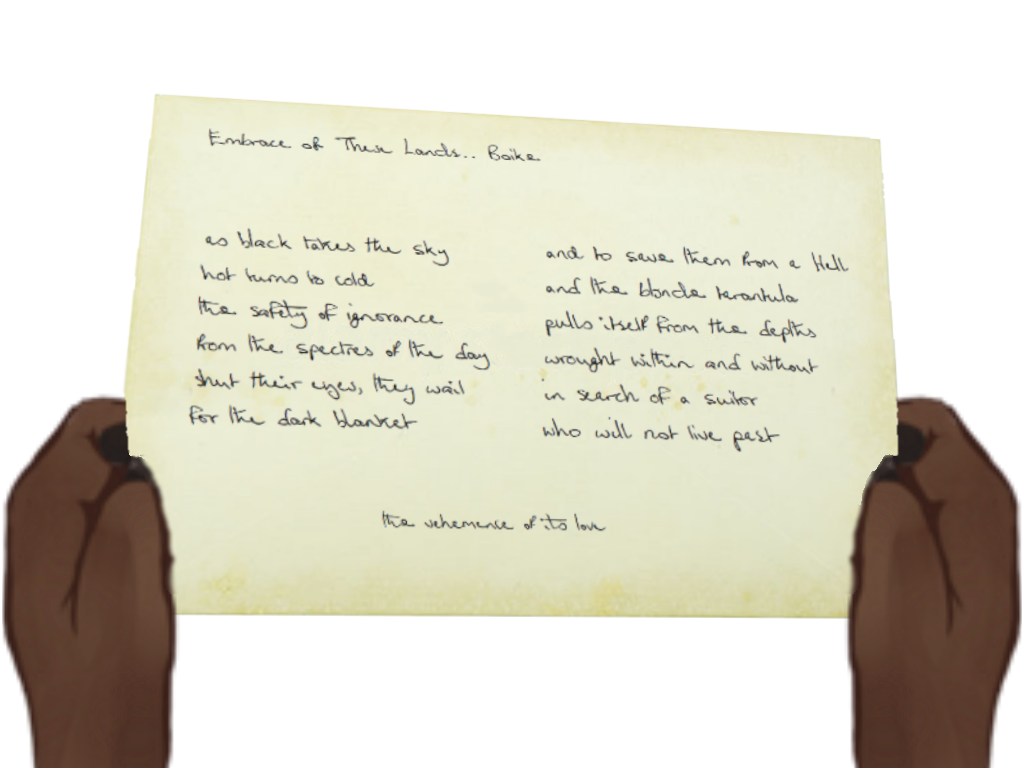 Embrace of These Lands.. Boike
as black takes the sky
hot turns to cold
the safety of ignorance
from the spectres of the day
shut their eyes, they wail
for the dark blanket
and to save them from a Hell
and the blonde tarantula
pulls itself from the depths
wrought within and without
in search of a suitor
who will not live past
the vehemence of its love